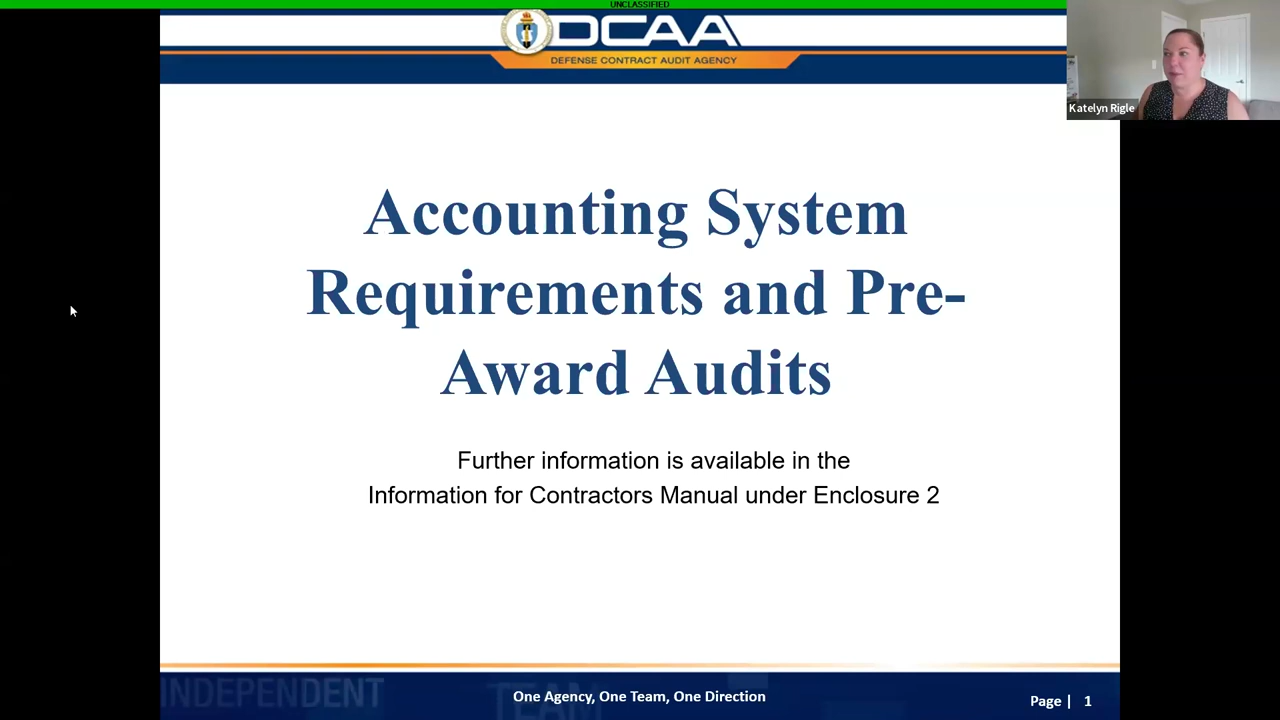 UNCLASSIFIED
DCAA
DEFENSE CONTRACT AUDIT AGENCY
Katelyn Rigle
Accounting System
Requirements and Pre-
Award Audits
Further information is available in the
Information for Contractors Manual under Enclosure 2
INDEPENDENT
TEAM
One Agency, One Team, One Direction
Page | 1